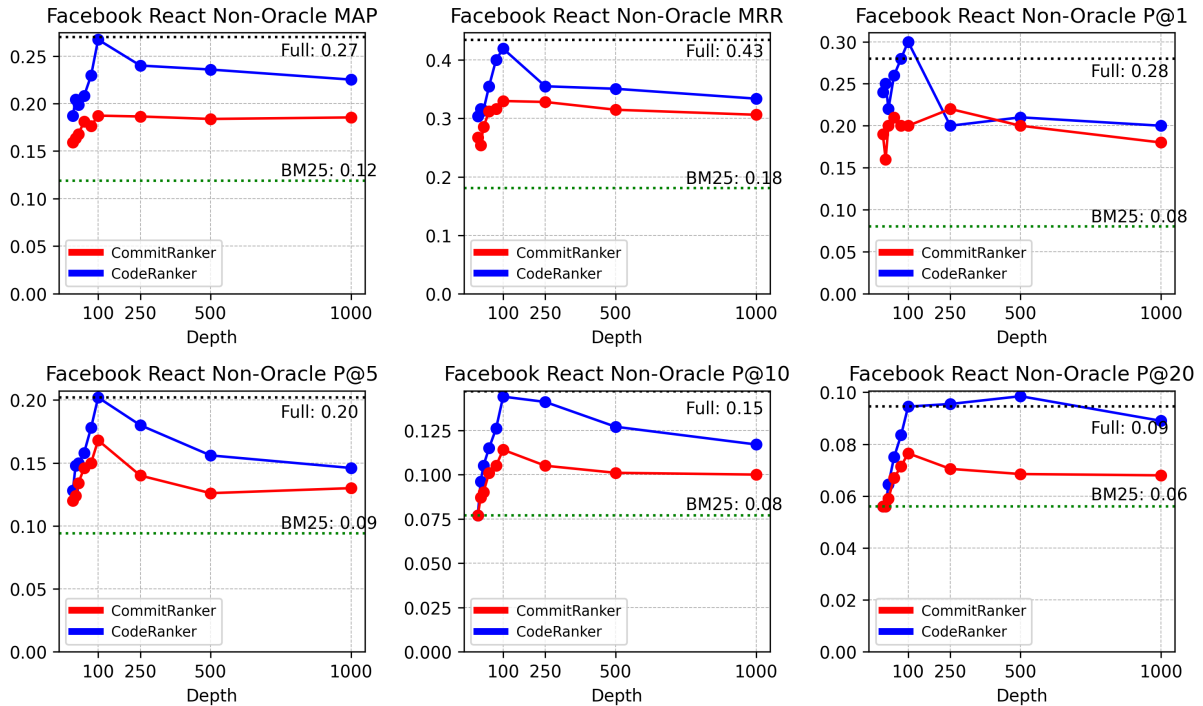 Facebook React Non-Oracle MAP
0.25
0.20
0.15
0.10
0.05
0.00
Full: 0.27
BM25: 0.12
CommitRanker
CodeRanker
100 250 500 1000
Depth
Facebook React Non-Oracle MRR
0.4
0.3
0.2
0.1
0.0
Full: 0.43
BM25: 0.18
CommitRanker
CodeRanker
100 250 500 1000
Depth
Facebook React Non-Oracle P@1
0.30
0.25
0.20
0.15
0.10
0.05
0.00
Full: 0.28
BM25: 0.08
CommitRanker
CodeRanker
100 250 500 1000
Depth
Facebook React Non-Oracle P@5
0.20
0.15
0.10
0.05
0.00
Full: 0.20
BM25: 0.09
CommitRanker
CodeRanker
100 250 500 1000
Depth
Facebook React Non-Oracle P@10
0.125
0.100
0.075
0.050
0.025
0.000
Full: 0.15
BM25: 0.08
CommitRanker
CodeRanker
100 250 500 1000
Depth
Facebook React Non-Oracle P@20
0.10
0.08
0.06
0.04
0.02
0.00
Full: 0.09
BM25: 0.06
CommitRanker
CodeRanker
100 250 500 1000
Depth